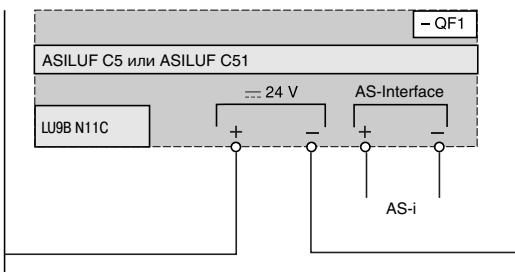 – QF1
ASILUF C5 или ASILUF C51
⎓ 24 V
AS-Interface
LU9B N11C
+ – + –
AS-i